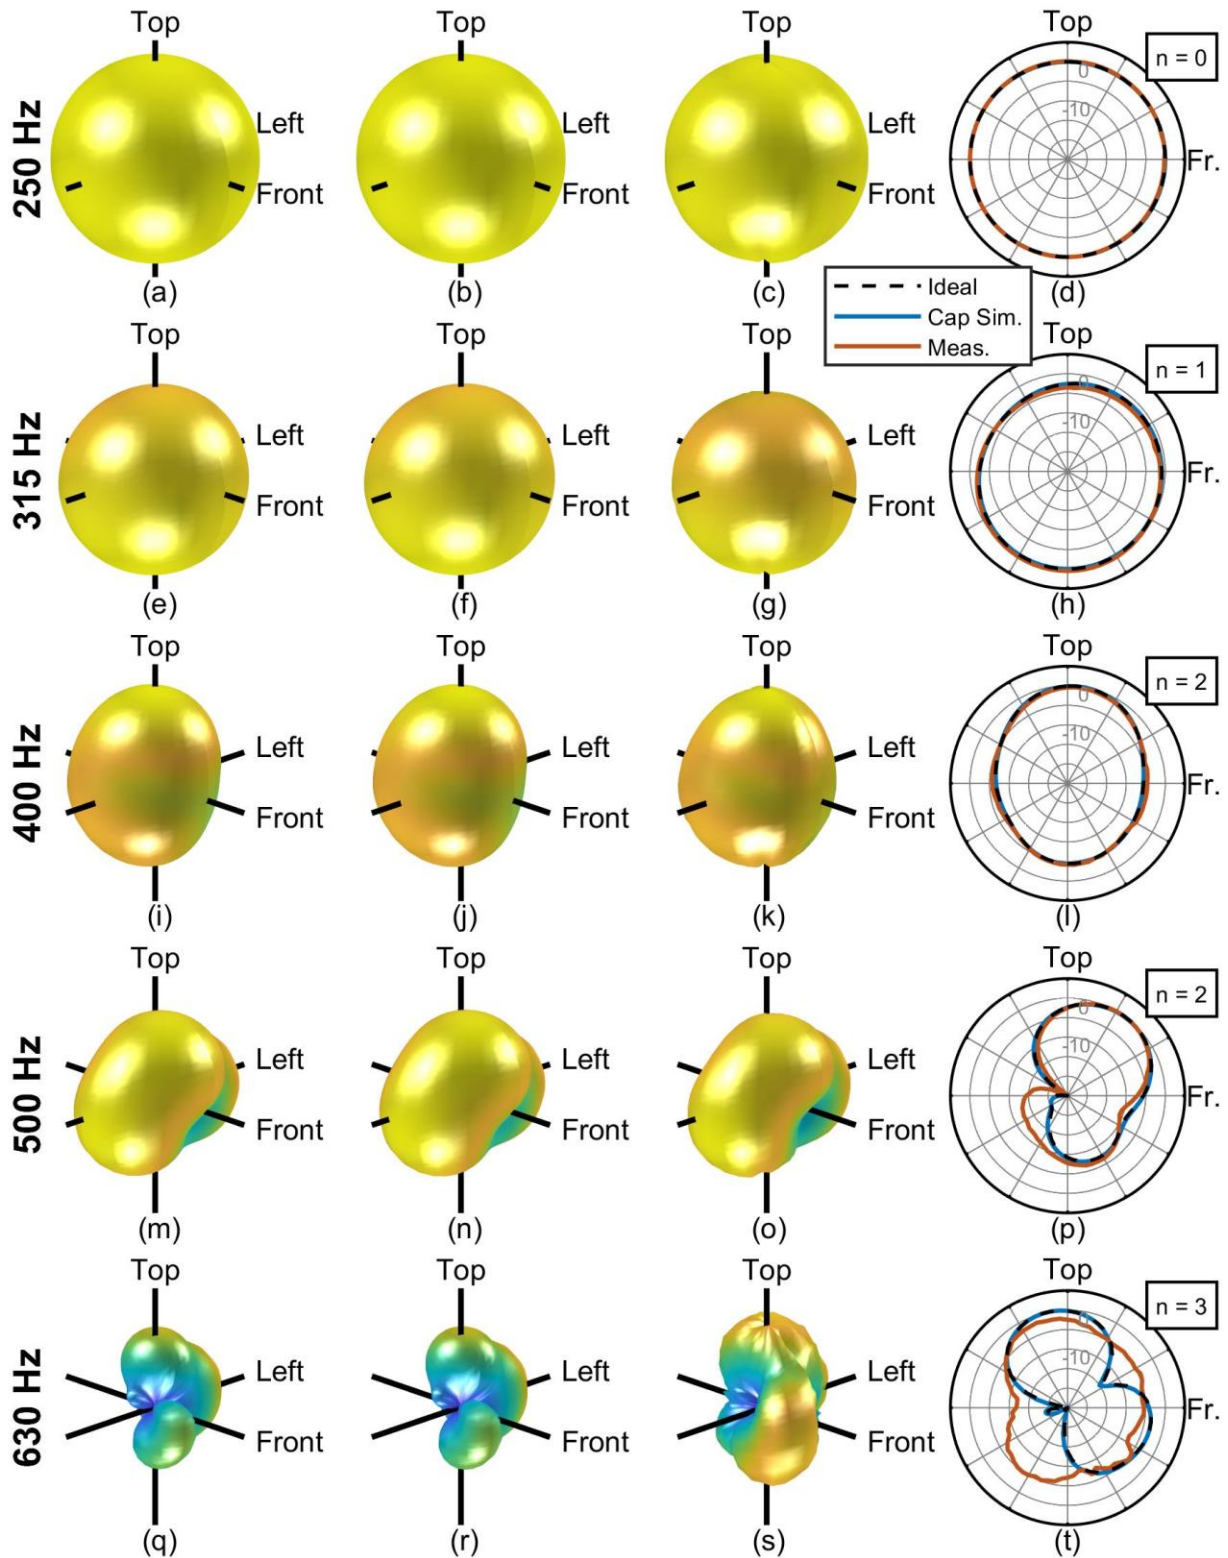 Top Top Top Top
n = 0
250 Hz
Left Left Left
Front Front Front
0
-10
Fr.
(a) (b) (c) (d)
Ideal
Cap Sim.
Meas.
Top Top Top Top
n = 1
315 Hz
Left Left Left
Front Front Front
0
-10
Fr.
(e) (f) (g) (h)
Top Top Top Top
n = 2
400 Hz
Left Left Left
Front Front Front
0
-10
Fr.
(i) (j) (k) (l)
Top Top Top Top
n = 2
500 Hz
Left Left Left
Front Front Front
0
-10
Fr.
(m) (n) (o) (p)
Top Top Top Top
n = 3
630 Hz
Left Left Left
Front Front Front
0
-10
Fr.
(q) (r) (s) (t)